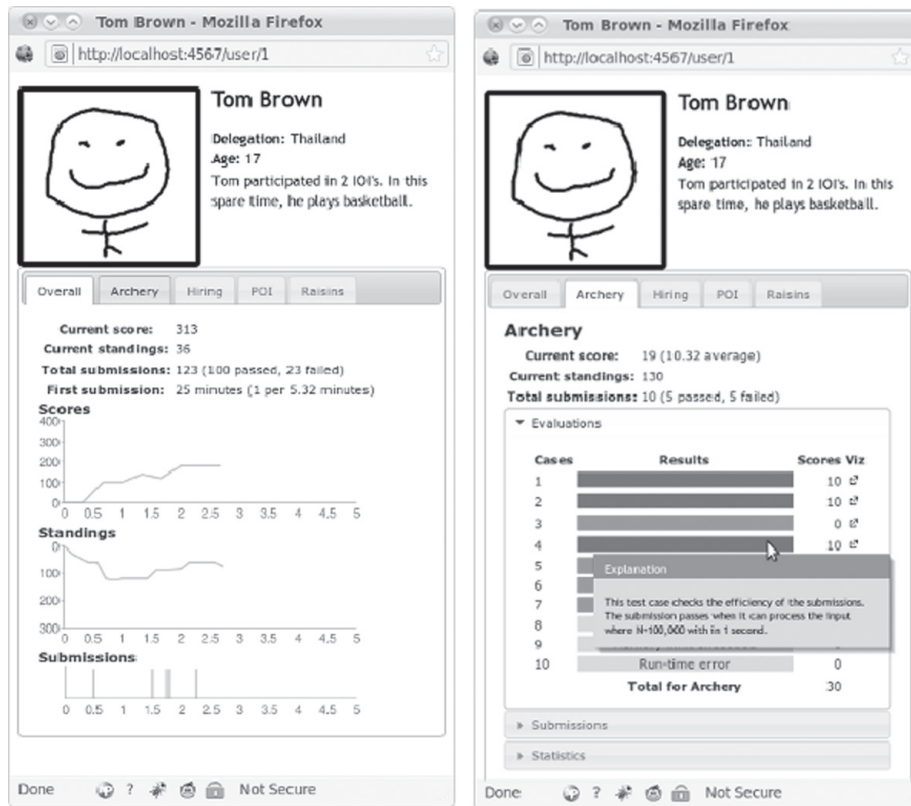 Tom Brown - Mozilla Firefox
http://localhost:4567/user/1
Tom Brown
Delegation: Thailand
Age: 17
Tom participated in 2 IOI's. In this
spare time, he plays basketball.
Overall Archery Hiring POI Raisins
Current score: 313
Current standings: 36
Total submissions: 123 (100 passed, 23 failed)
First submission: 25 minutes (1 per 5.32 minutes)
Scores
400
300
200
100
0
0 0.5 1 1.5 2 2.5 3 3.5 4 4.5 5
Standings
0
100
200
300
0 0.5 1 1.5 2 2.5 3 3.5 4 4.5 5
Submissions
0 0.5 1 1.5 2 2.5 3 3.5 4 4.5 5
Done ? Not Secure
Tom Brown - Mozilla Firefox
http://localhost:4567/user/1
Tom Brown
Delegation: Thailand
Age: 17
Tom participated in 2 IOI's. In this
spare time, he plays basketball.
Overall Archery Hiring POI Raisins
Archery
Current score: 19 (10.32 average)
Current standings: 130
Total submissions: 10 (5 passed, 5 failed)
Evaluations
Cases Results Scores Viz
1 10
2 10
3 0
4 10
5
6
7
8
9
Explanation
This test case checks the efficiency of the submissions.
The submission passes when it can process the input
where N=100,000 with in 1 second.
10 Run-time error 0
Total for Archery 30
Submissions
Statistics
Done ? Not Secure